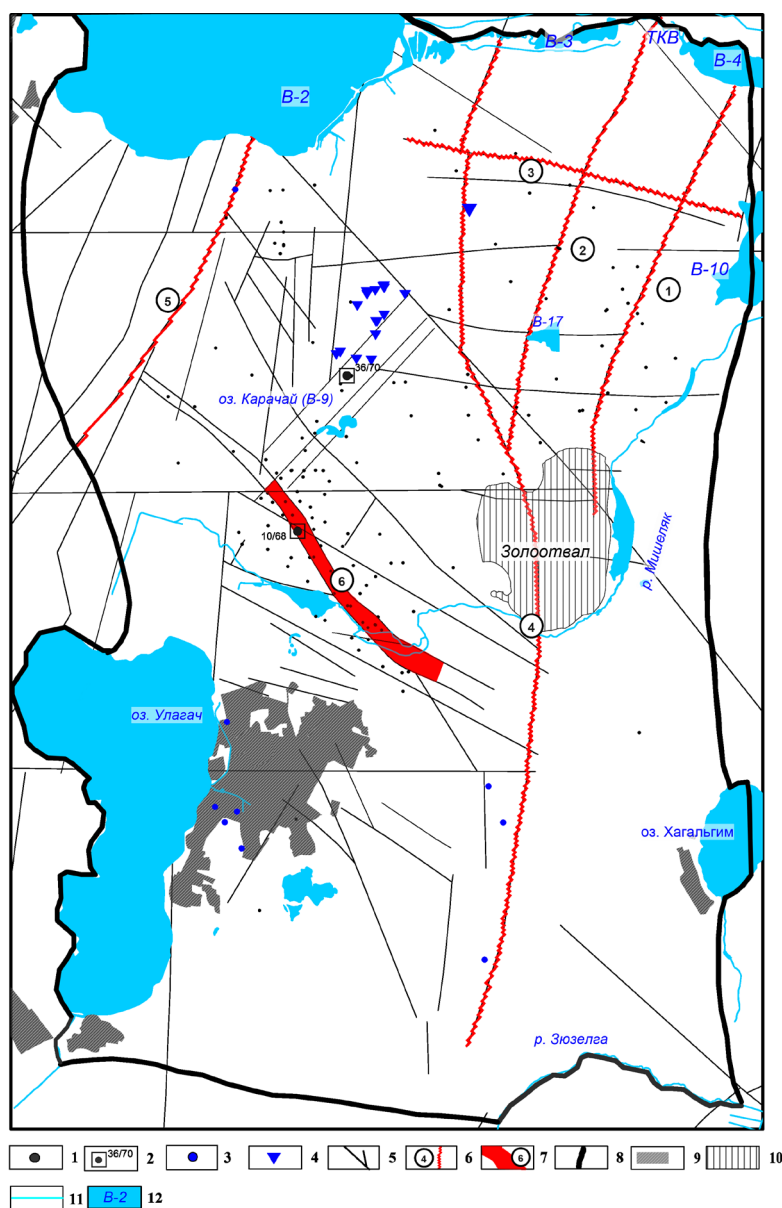 В-3
ТКВ
В-4
В-2
3
2
5
1
В-10
В-17
36/70
оз. Карачай (В-9)
10/68
Золоотвал
р. Мишеляк
6
4
оз. Улагач
оз. Хагальгим
р. Зюзелга
1
36/70
2
3
4
5
4
6
6
7
8
9
10
11
В-2
12